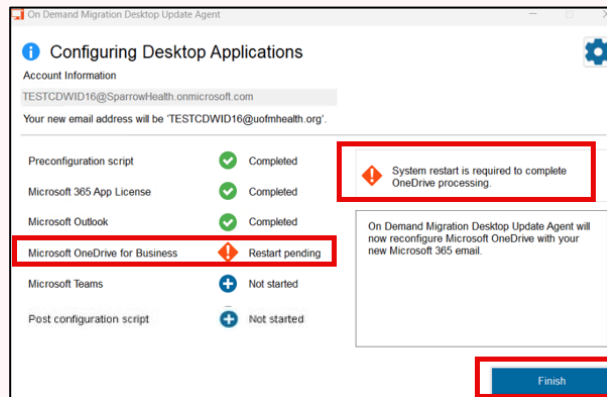 On Demand Migration Desktop Update Agent
Configuring Desktop Applications
Account Information
TESTCDWID16@SparrowHealth.onmicrosoft.com
Your new email address will be 'TESTCDWID16@uofmhealth.org'.
Preconfiguration script Completed
Microsoft 365 App License Completed
Microsoft Outlook Completed
Microsoft OneDrive for Business Restart pending
Microsoft Teams Not started
Post configuration script Not started
System restart is required to complete
OneDrive processing.
On Demand Migration Desktop Update Agent will
now reconfigure Microsoft OneDrive with your
new Microsoft 365 email.
Finish